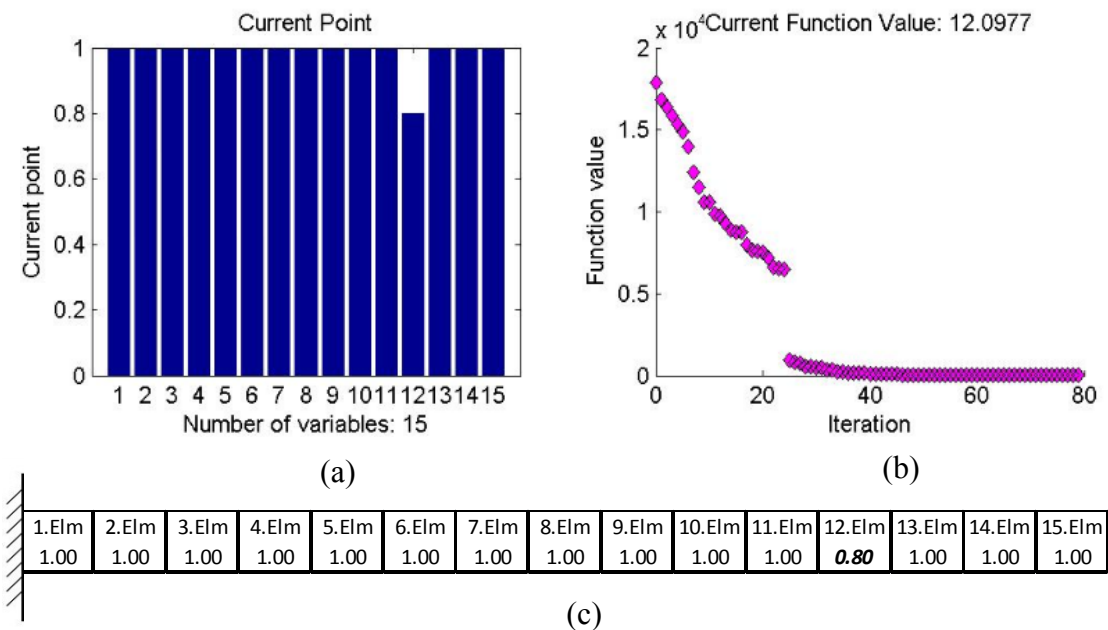 Current Point
1
0.8
0.6
0.4
0.2
0
Current point
1 2 3 4 5 6 7 8 9 10 11 12 13 14 15
Number of variables: 15
(a)
x 10^4 Current Function Value: 12.0977
2
1.5
1
0.5
0
Function value
0 20 40 60 80
Iteration
(b)
1.Elm 2.Elm 3.Elm 4.Elm 5.Elm 6.Elm 7.Elm 8.Elm 9.Elm 10.Elm 11.Elm 12.Elm 13.Elm 14.Elm 15.Elm
1.00 1.00 1.00 1.00 1.00 1.00 1.00 1.00 1.00 1.00 1.00 0.80 1.00 1.00 1.00
(c)